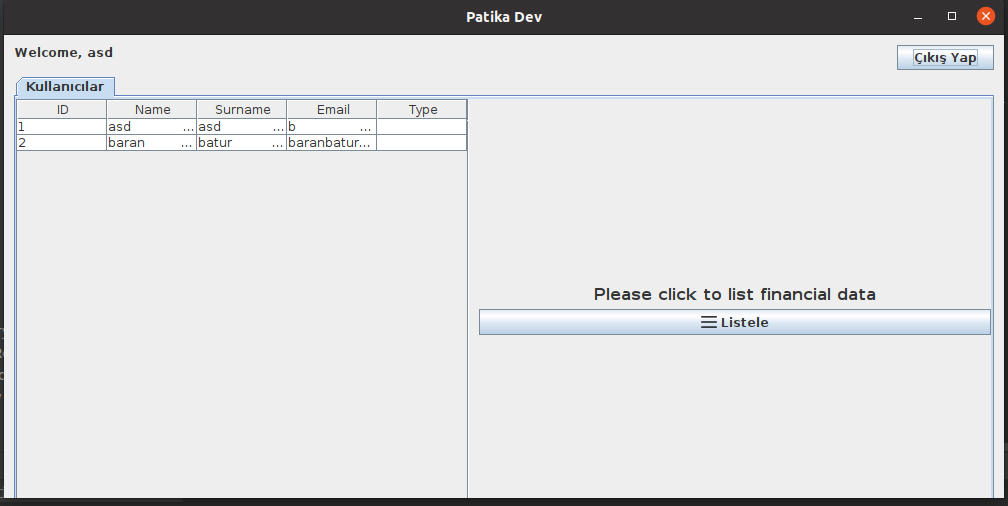 Patika Dev
Welcome, asd
Çıkış Yap
Kullanıcılar
ID Name Surname Email Type
1 asd ... asd ... b ...
2 baran ... batur ... baranbatur...
Please click to list financial data
Listele